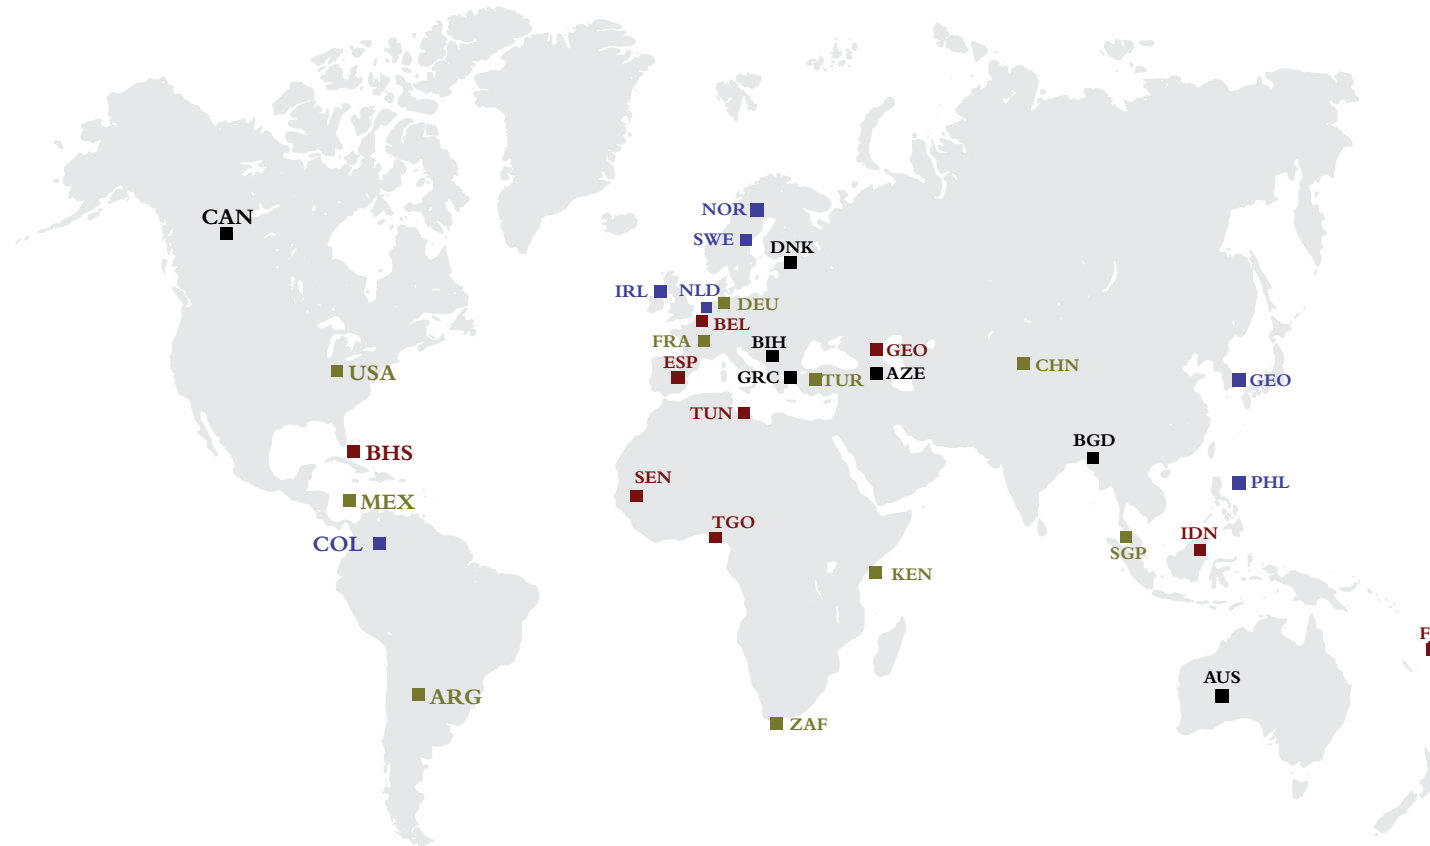 NOR
CAN
SWE
DNK
IRL
NLD
DEU
BEL
FRA
BIH
GEO
ESP
CHN
USA
GRC
TUR
AZE
GEO
TUN
BGD
BHS
SEN
PHL
MEX
TGO
IDN
COL
SGP
KEN
F
AUS
ARG
ZAF